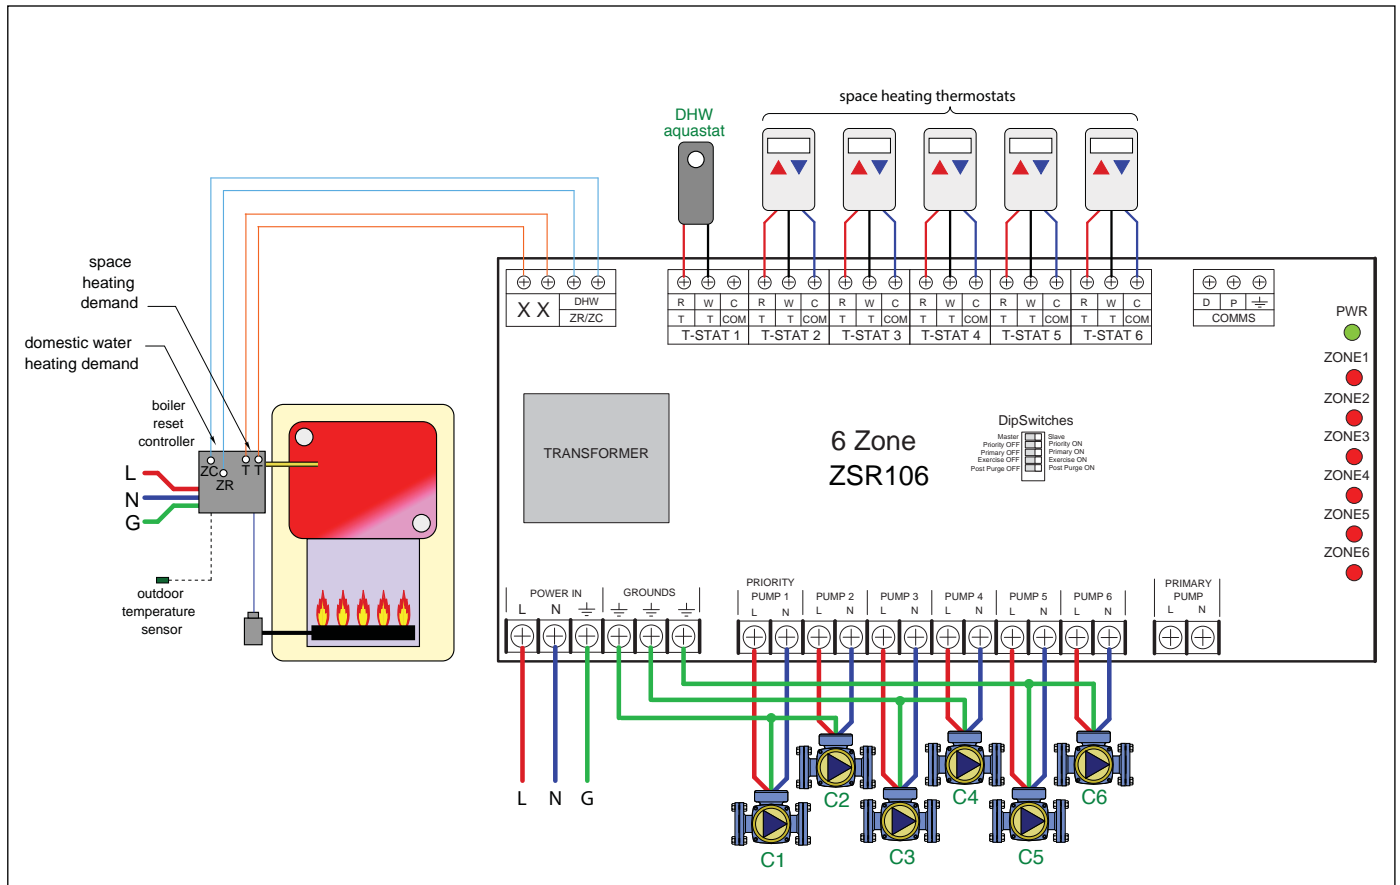 space heating thermostats
DHW
aquastat
space
heating
demand
domestic water
heating demand
boiler
reset
controller
ZC
ZR
T T
L
N
G
outdoor
temperature
sensor
X X
DHW
ZR/ZC
R W C
T T COM
T-STAT 1
R W C
T T COM
T-STAT 2
R W C
T T COM
T-STAT 3
R W C
T T COM
T-STAT 4
R W C
T T COM
T-STAT 5
R W C
T T COM
T-STAT 6
D P
COMMS
PWR
ZONE1
ZONE2
ZONE3
ZONE4
ZONE5
ZONE6
TRANSFORMER
6 Zone
ZSR106
DipSwitches
Master Slave
Priority OFF Priority ON
Primary OFF Primary ON
Exercise OFF Exercise ON
Post Purge OFF Post Purge ON
POWER IN
L N
GROUNDS
PRIORITY
PUMP 1
L N
PUMP 2
L N
PUMP 3
L N
PUMP 4
L N
PUMP 5
L N
PUMP 6
L N
PRIMARY
PUMP
L N
L N G
C1
C2
C3
C4
C5
C6